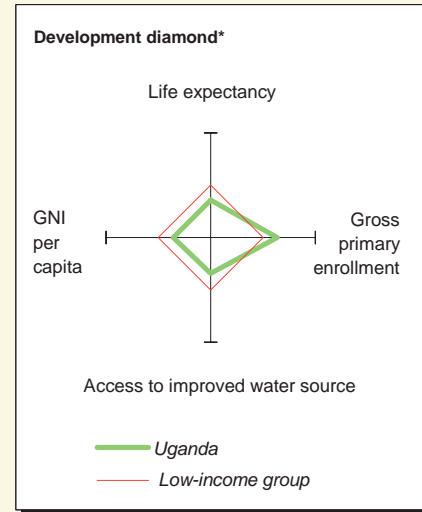 Development diamond*
Life expectancy
GNI
per
capita
Gross
primary
enrollment
Access to improved water source
Uganda
Low-income group